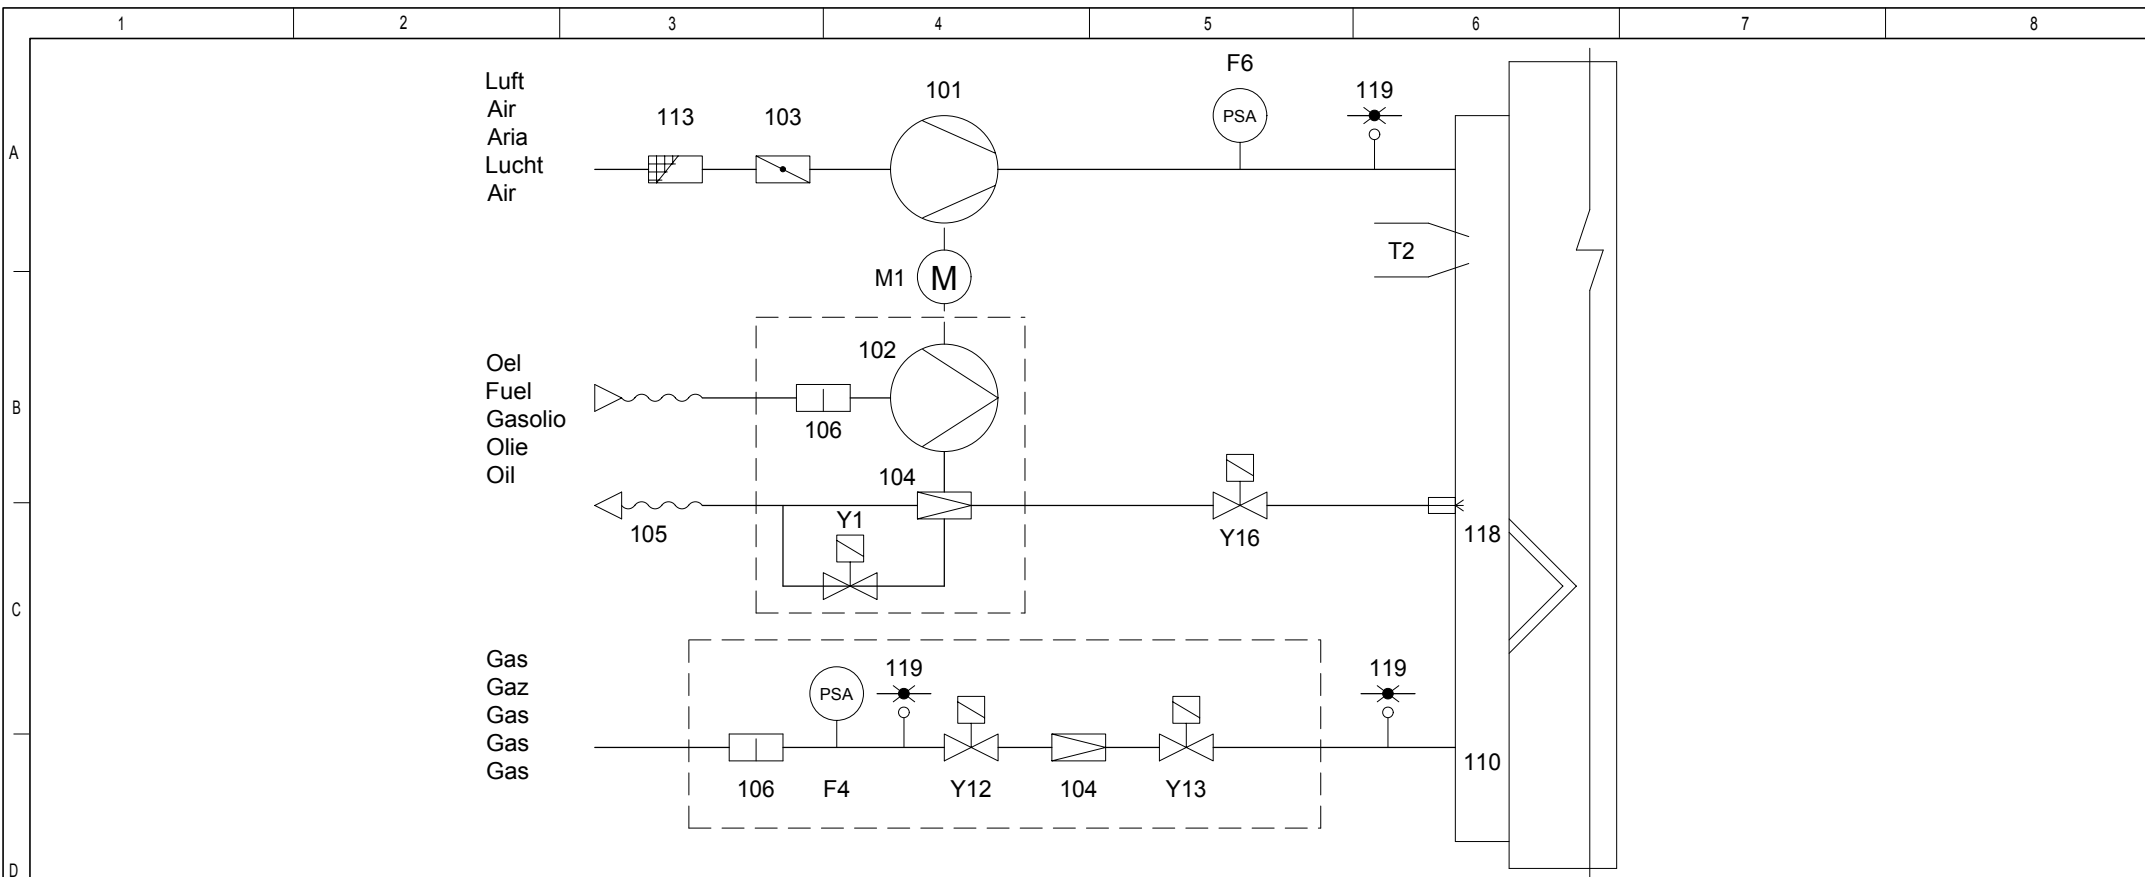 1 2 3 4 5 6 7 8
A
B
C
D
Luft
Air
Aria
Lucht
Air
113
103
101
F6
PSA
119
T2
M1
M
Oel
Fuel
Gasolio
Olie
Oil
102
106
104
105
Y1
Y16
118
Gas
Gaz
Gas
Gas
Gas
PSA
119
119
106
F4
Y12
104
Y13
110